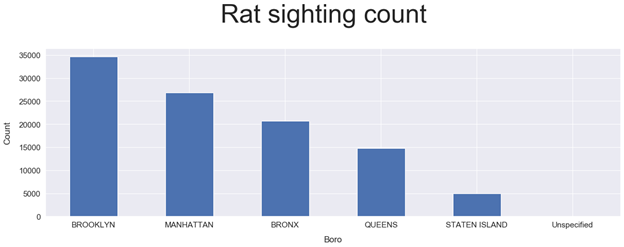 Rat sighting count
35000
30000
25000
20000
15000
10000
5000
0
Count
BROOKLYN MANHATTAN BRONX QUEENS STATEN ISLAND Unspecified
Boro